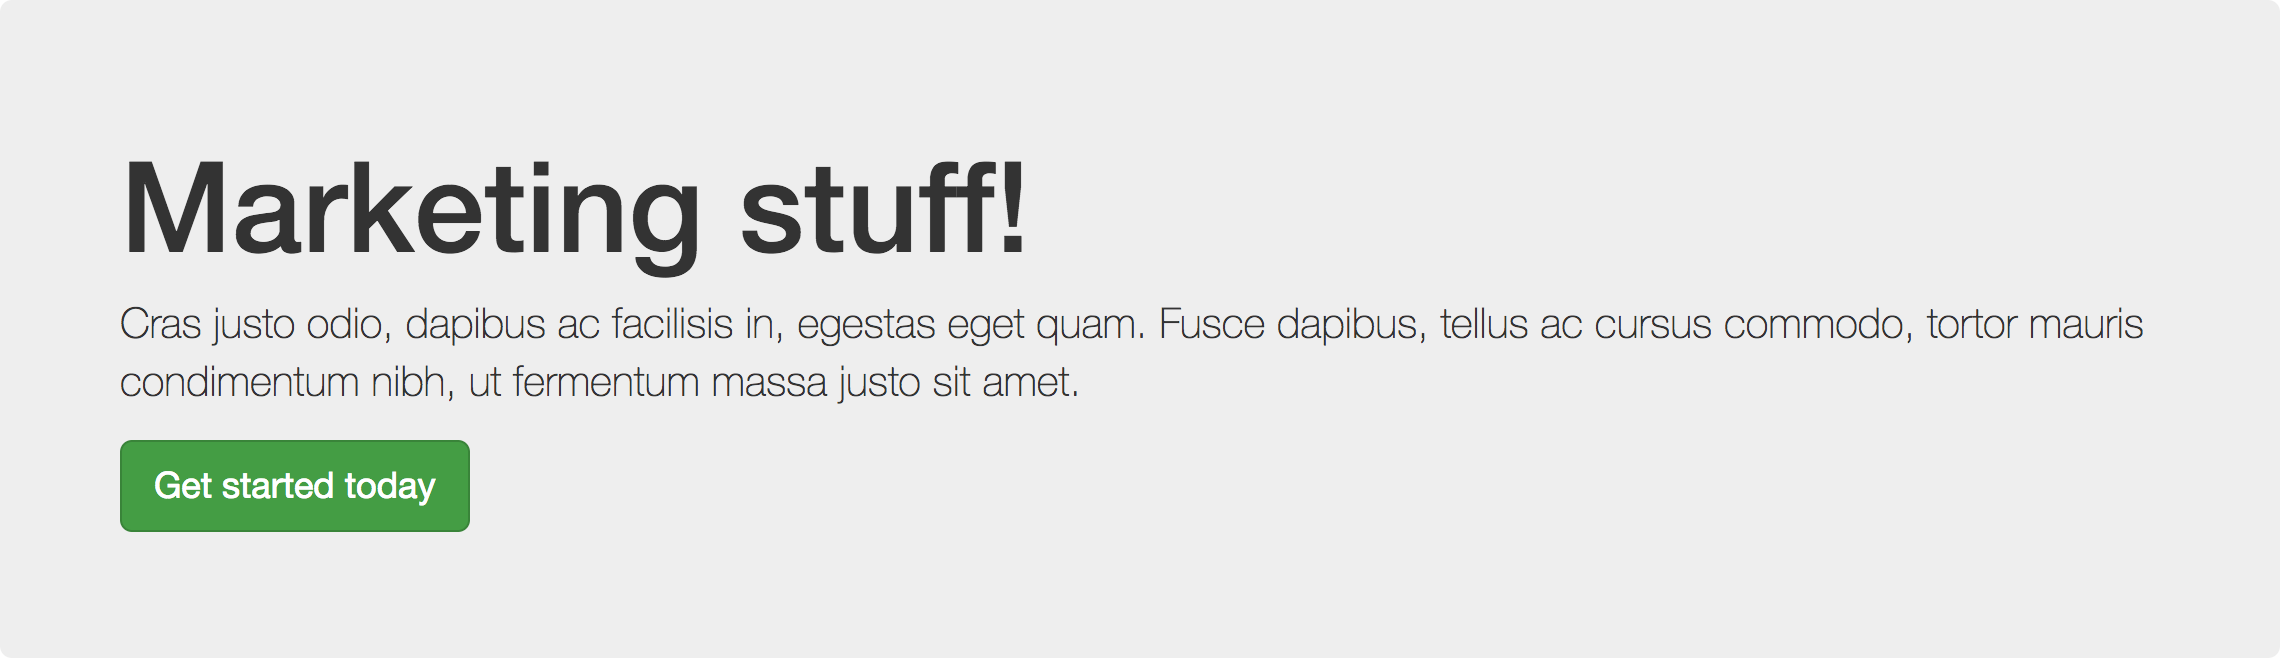 Marketing stuff!
Cras justo odio, dapibus ac facilisis in, egestas eget quam. Fusce dapibus, tellus ac cursus commodo, tortor mauris
condimentum nibh, ut fermentum massa justo sit amet.
Get started today